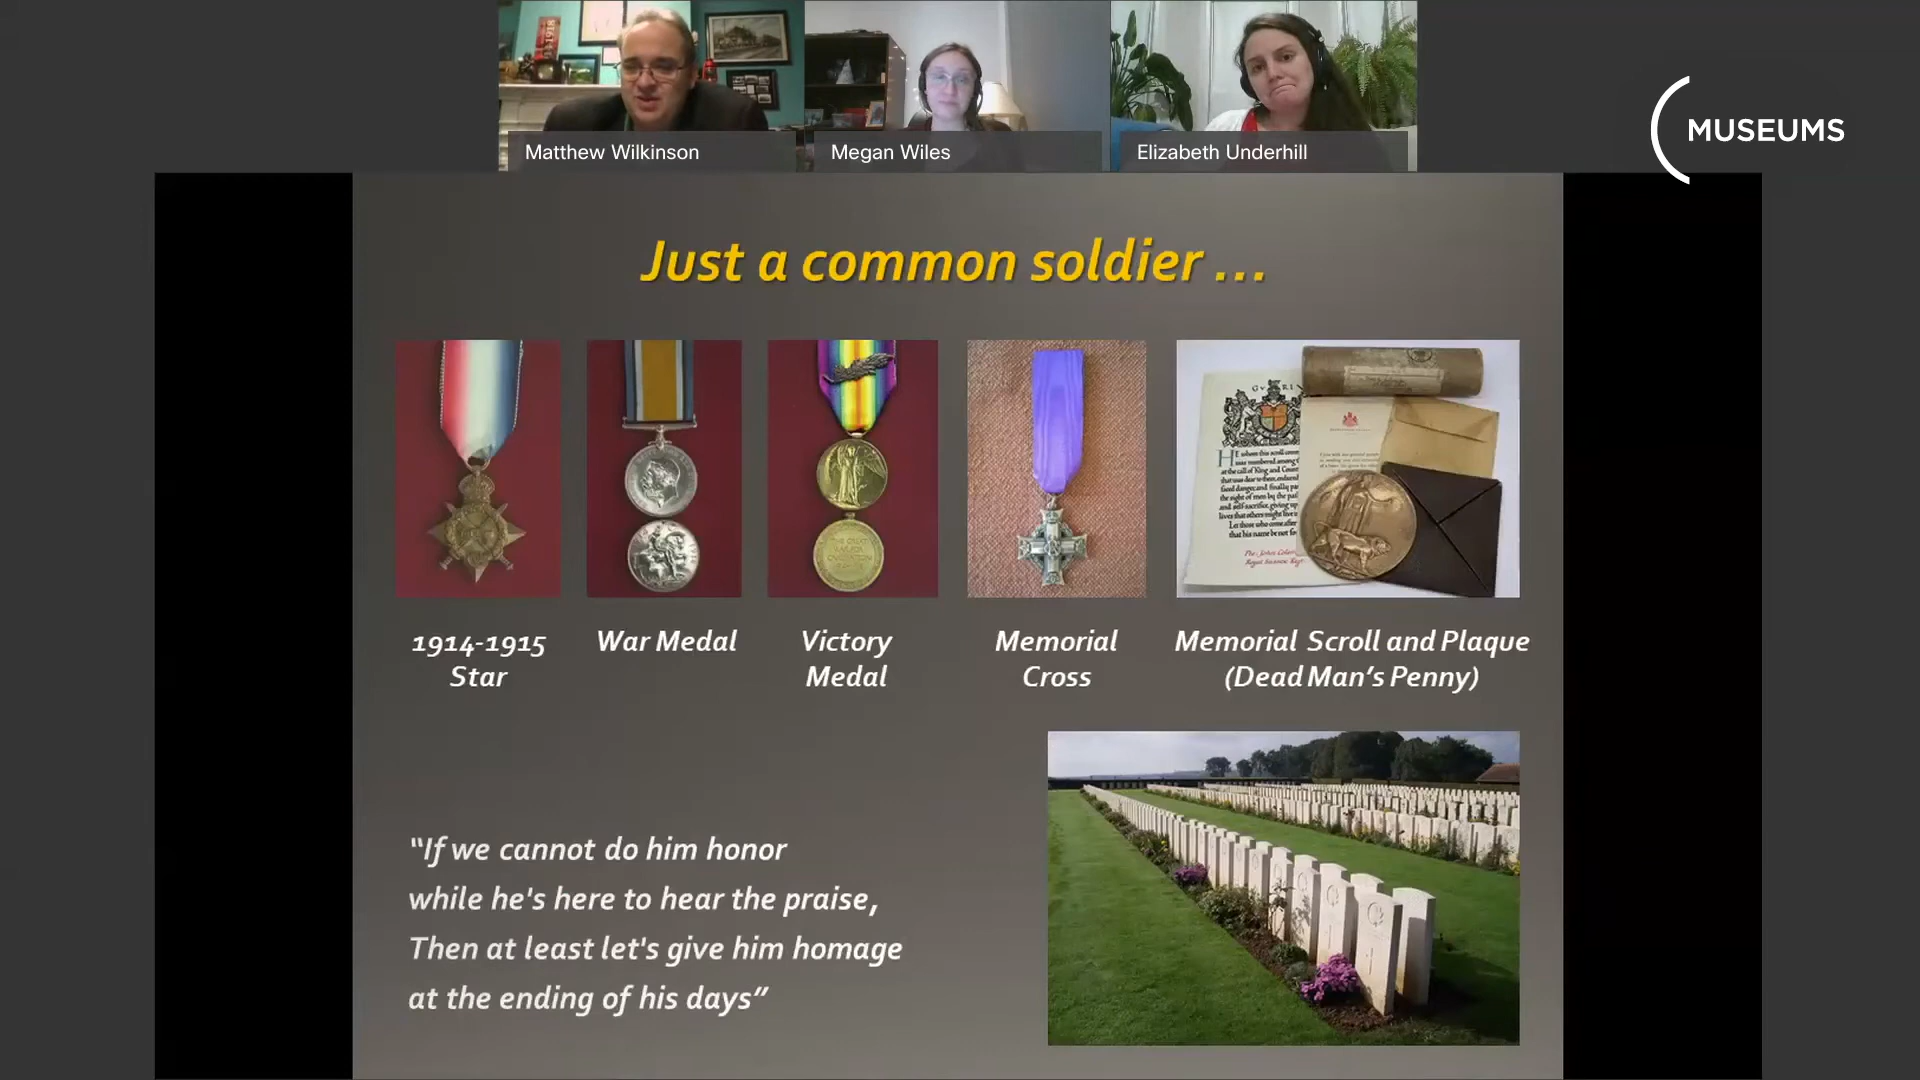 Matthew Wilkinson
Megan Wiles
Elizabeth Underhill
MUSEUMS
Just a common soldier ...
1914-1915
Star
War Medal
Victory
Medal
Memorial
Cross
Memorial Scroll and Plaque
(Dead Man's Penny)
"If we cannot do him honor
while he's here to hear the praise,
Then at least let's give him homage
at the ending of his days"